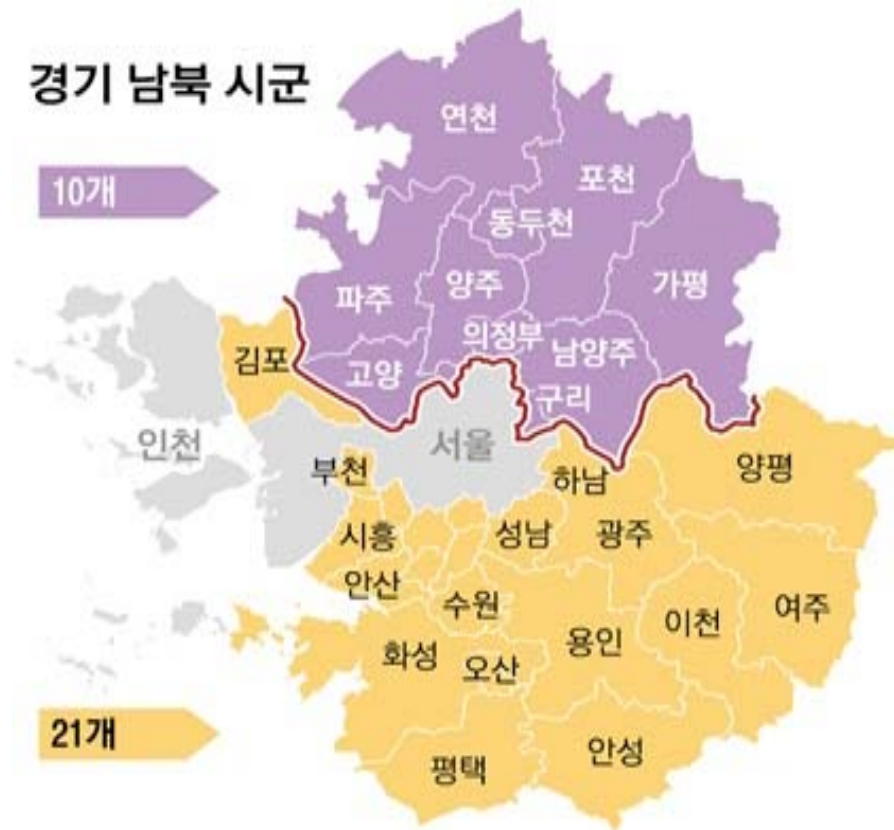 경기 남북 시군
연천
10개
포천
동두천
파주
양주
가평
의정부
남양주
김포
고양
구리
인천
서울
부천
하남
양평
시흥
성남
광주
안산
수원
이천
여주
화성
오산
용인
21개
평택
안성